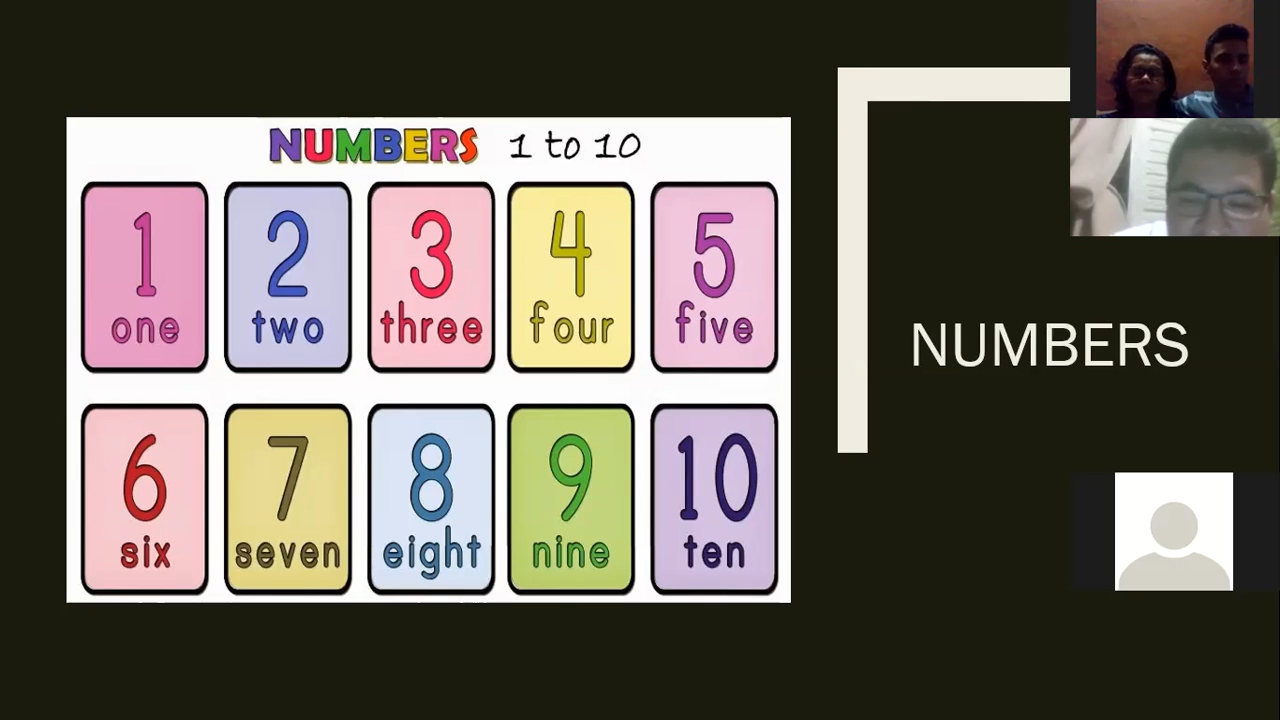 NUMBERS 1 to 10
1 2 3 4 5
one two three four five
6 7 8 9 10
six seven eight nine ten
NUMBERS